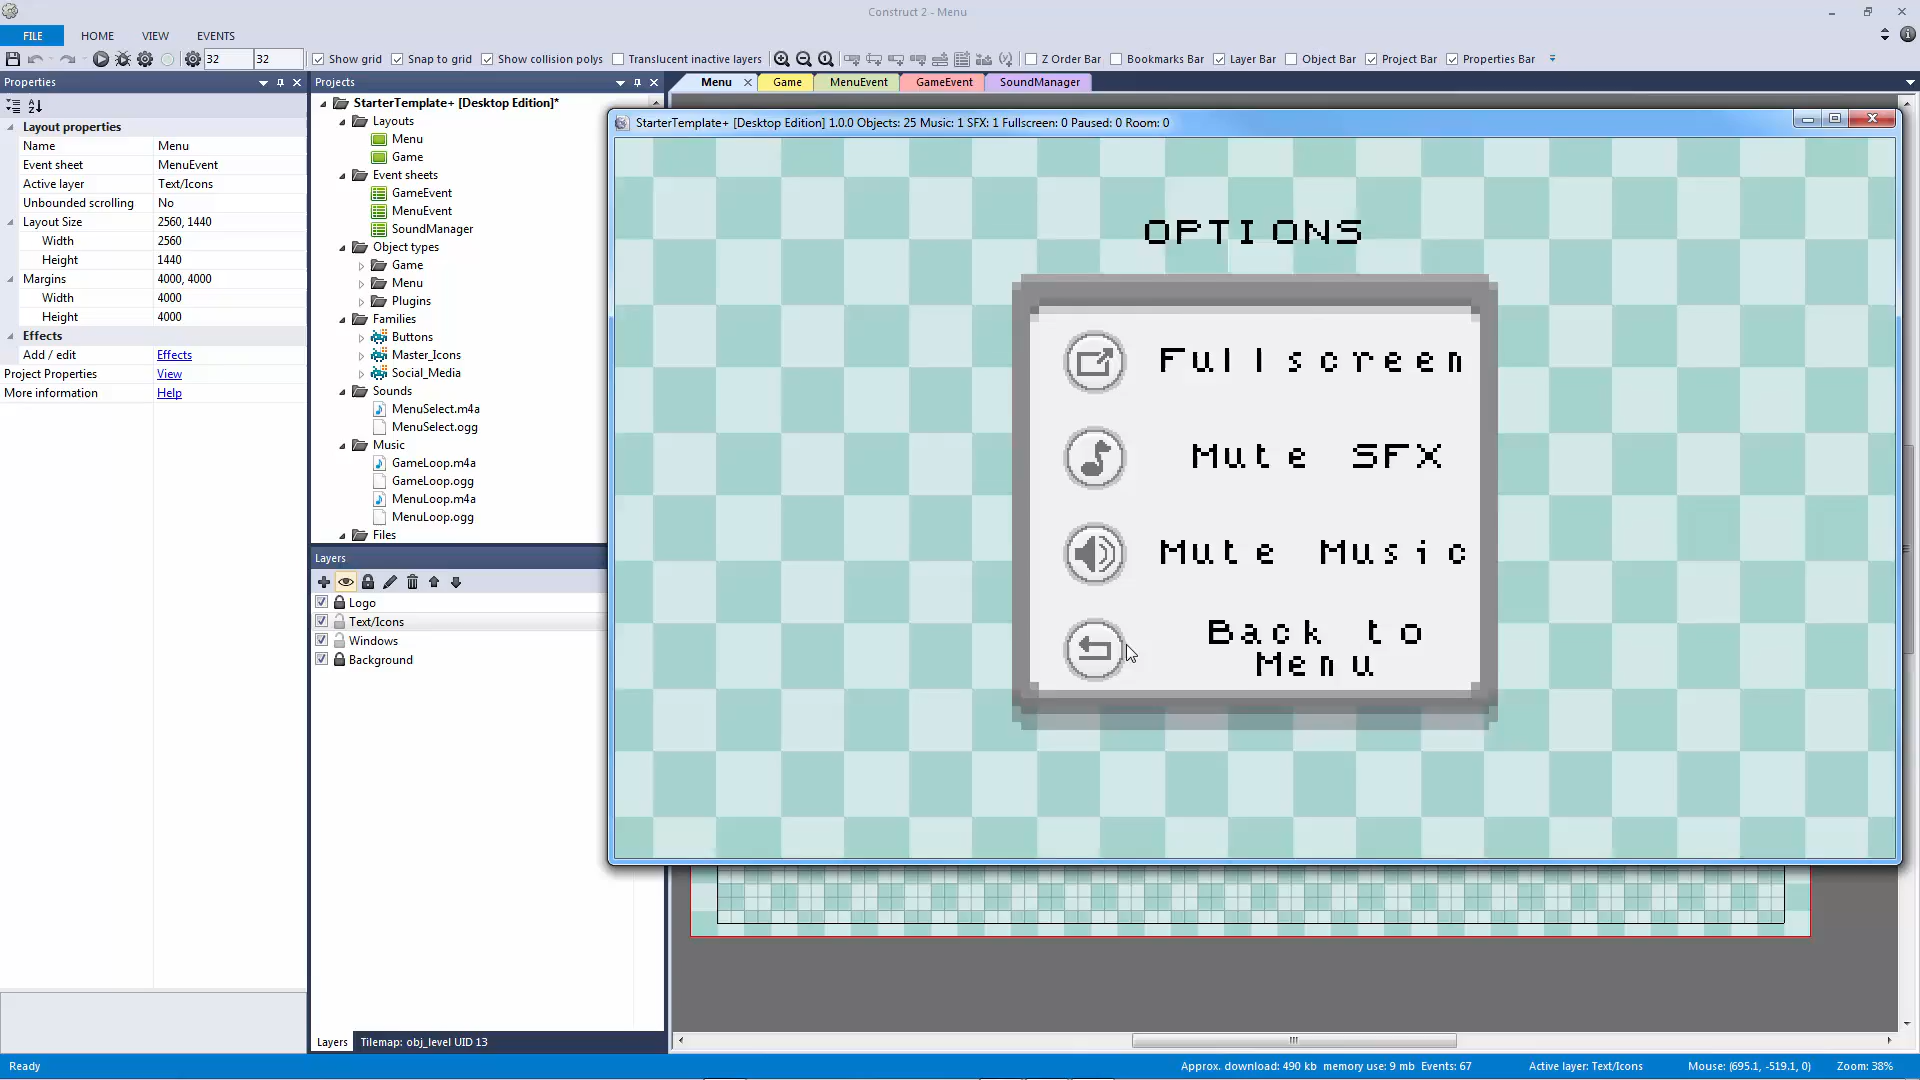 Construct 2 - Menu
FILE HOME VIEW EVENTS
32 32 Show grid Snap to grid Show collision polys Translucent inactive layers Z Order Bar Bookmarks Bar Layer Bar Object Bar Project Bar Properties Bar
Properties
Layout properties
Name Menu
Event sheet MenuEvent
Active layer Text/Icons
Unbounded scrolling No
Layout Size 2560, 1440
Width 2560
Height 1440
Margins 4000, 4000
Width 4000
Height 4000
Effects
Add / edit Effects
Project Properties View
More information Help
Projects
StarterTemplate+ [Desktop Edition]*
Layouts
Menu
Game
Event sheets
GameEvent
MenuEvent
SoundManager
Object types
Game
Menu
Plugins
Families
Buttons
Master_Icons
Social_Media
Sounds
MenuSelect.m4a
MenuSelect.ogg
Music
GameLoop.m4a
GameLoop.ogg
MenuLoop.m4a
MenuLoop.ogg
Files
Layers
Logo
Text/Icons
Windows
Background
Layers Tilemap: obj_level UID 13
Menu Game MenuEvent GameEvent SoundManager
StarterTemplate+ [Desktop Edition] 1.0.0 Objects: 25 Music: 1 SFX: 1 Fullscreen: 0 Paused: 0 Room: 0
OPTIONS
Fullscreen
Mute SFX
Mute Music
Back to
Menu
Ready Approx. download: 490 kb memory use: 9 mb Events: 67 Active layer: Text/Icons Mouse: (695.1, -519.1, 0) Zoom: 38%